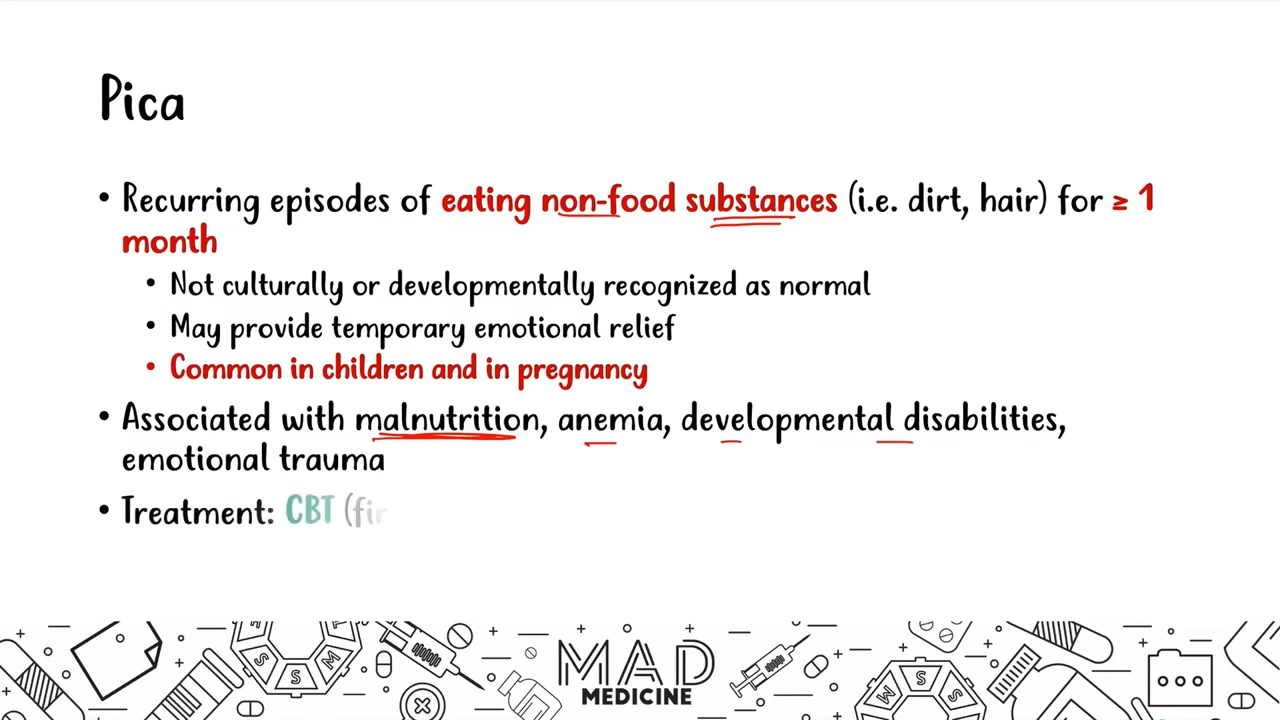 Pica
• Recurring episodes of eating non-food substances (i.e. dirt, hair) for ≥ 1
month
• Not culturally or developmentally recognized as normal
• May provide temporary emotional relief
• Common in children and in pregnancy
• Associated with malnutrition, anemia, developmental disabilities,
emotional trauma
• Treatment: CBT (fir
MAD
MEDICINE